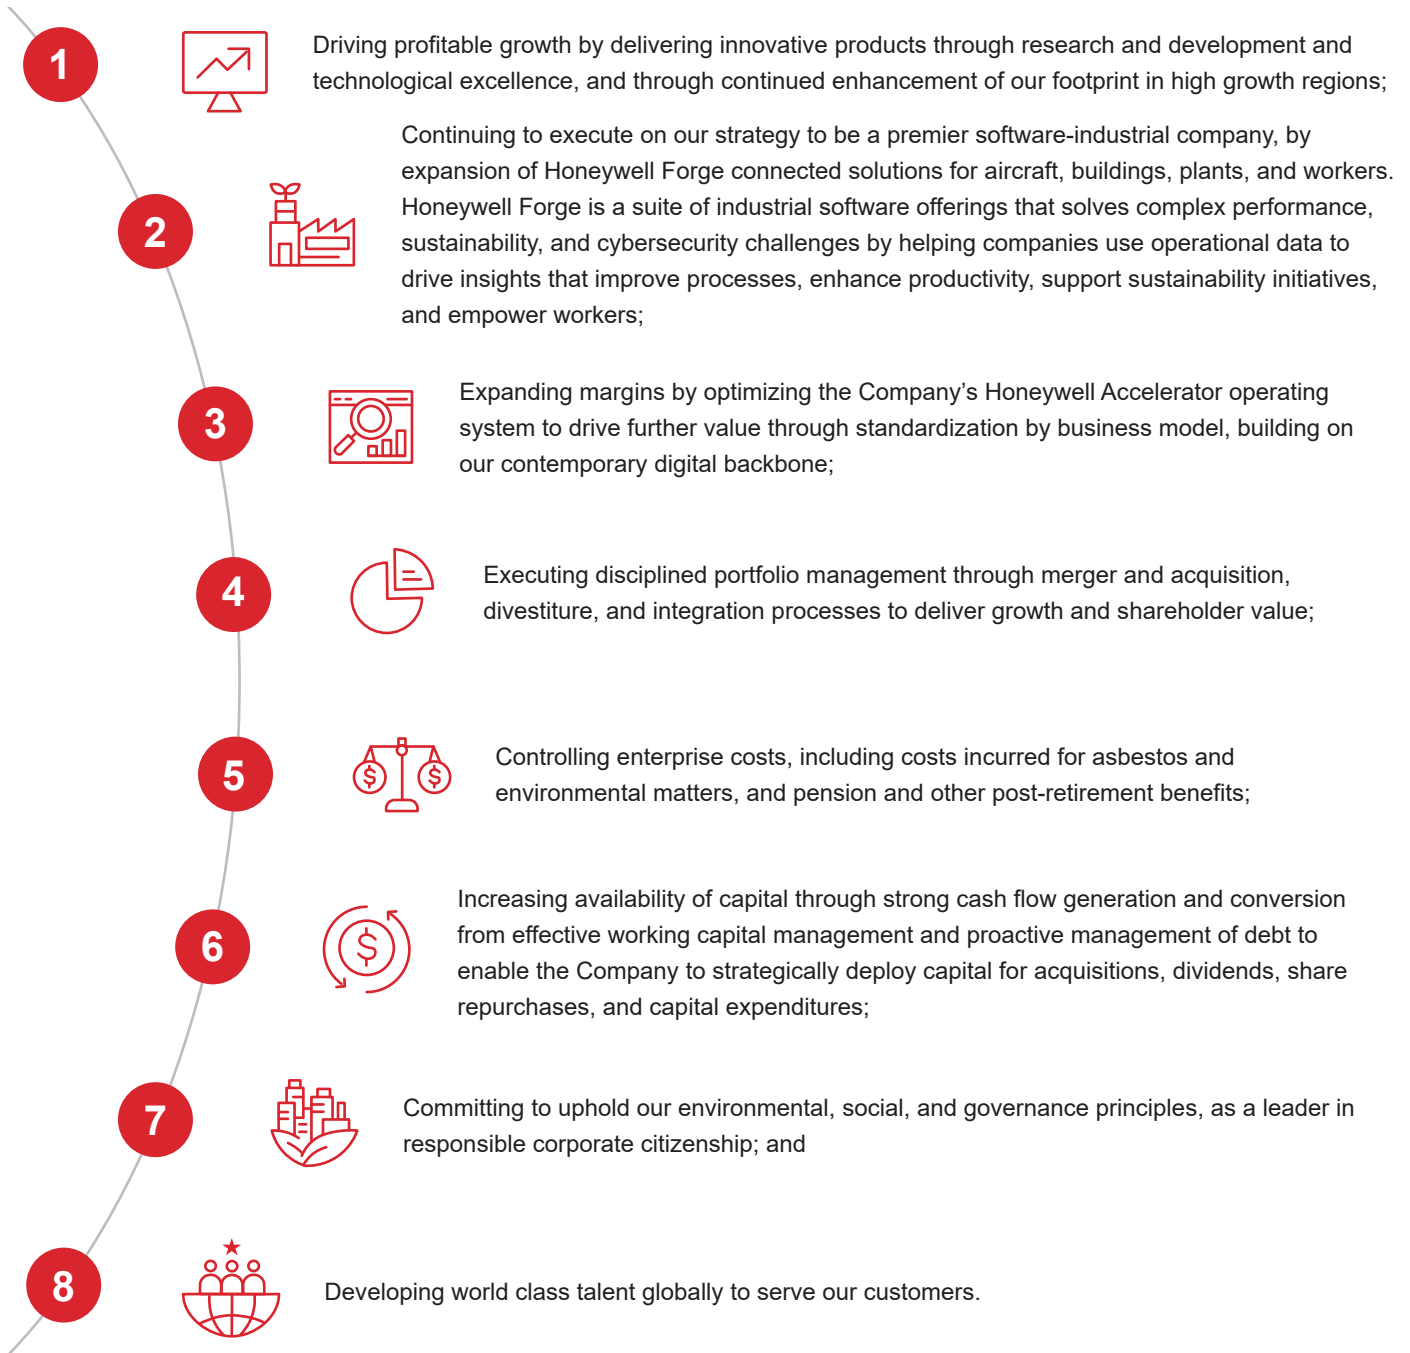 1
Driving profitable growth by delivering innovative products through research and development and
technological excellence, and through continued enhancement of our footprint in high growth regions;
2
Continuing to execute on our strategy to be a premier software-industrial company, by
expansion of Honeywell Forge connected solutions for aircraft, buildings, plants, and workers.
Honeywell Forge is a suite of industrial software offerings that solves complex performance,
sustainability, and cybersecurity challenges by helping companies use operational data to
drive insights that improve processes, enhance productivity, support sustainability initiatives,
and empower workers;
3
Expanding margins by optimizing the Company’s Honeywell Accelerator operating
system to drive further value through standardization by business model, building on
our contemporary digital backbone;
4
Executing disciplined portfolio management through merger and acquisition,
divestiture, and integration processes to deliver growth and shareholder value;
5
$ $
Controlling enterprise costs, including costs incurred for asbestos and
environmental matters, and pension and other post-retirement benefits;
6
$
Increasing availability of capital through strong cash flow generation and conversion
from effective working capital management and proactive management of debt to
enable the Company to strategically deploy capital for acquisitions, dividends, share
repurchases, and capital expenditures;
7
Committing to uphold our environmental, social, and governance principles, as a leader in
responsible corporate citizenship; and
8
Developing world class talent globally to serve our customers.